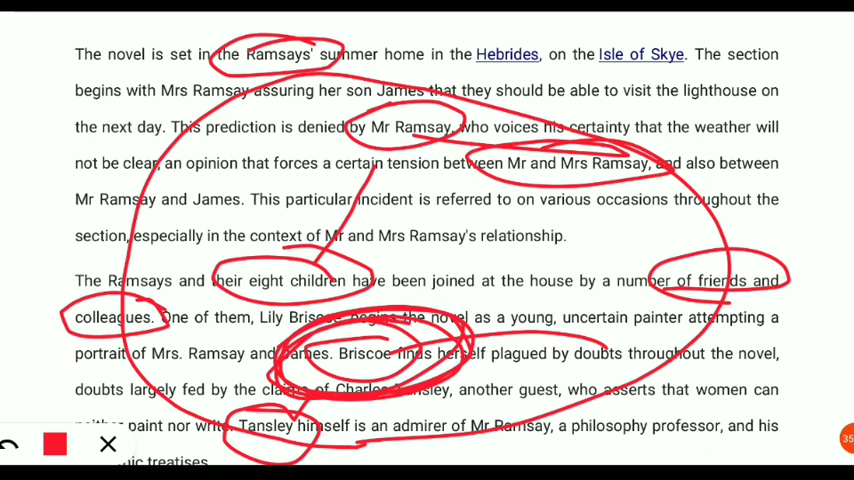 The novel is set in the Ramsays' summer home in the Hebrides, on the Isle of Skye. The section
begins with Mrs Ramsay assuring her son James that they should be able to visit the lighthouse on
the next day. This prediction is denied by Mr Ramsay, who voices his certainty that the weather will
not be clear, an opinion that forces a certain tension between Mr and Mrs Ramsay, and also between
Mr Ramsay and James. This particular incident is referred to on various occasions throughout the
section, especially in the context of Mr and Mrs Ramsay's relationship.
The Ramsays and their eight children have been joined at the house by a number of friends and
colleagues. One of them, Lily Briscoe begins the novel as a young, uncertain painter attempting a
portrait of Mrs. Ramsay and James. Briscoe finds herself plagued by doubts throughout the novel,
doubts largely fed by the claims of Charles Tansley, another guest, who asserts that women can
neither paint nor write. Tansley himself is an admirer of Mr Ramsay, a philosophy professor, and his
treatises.
35